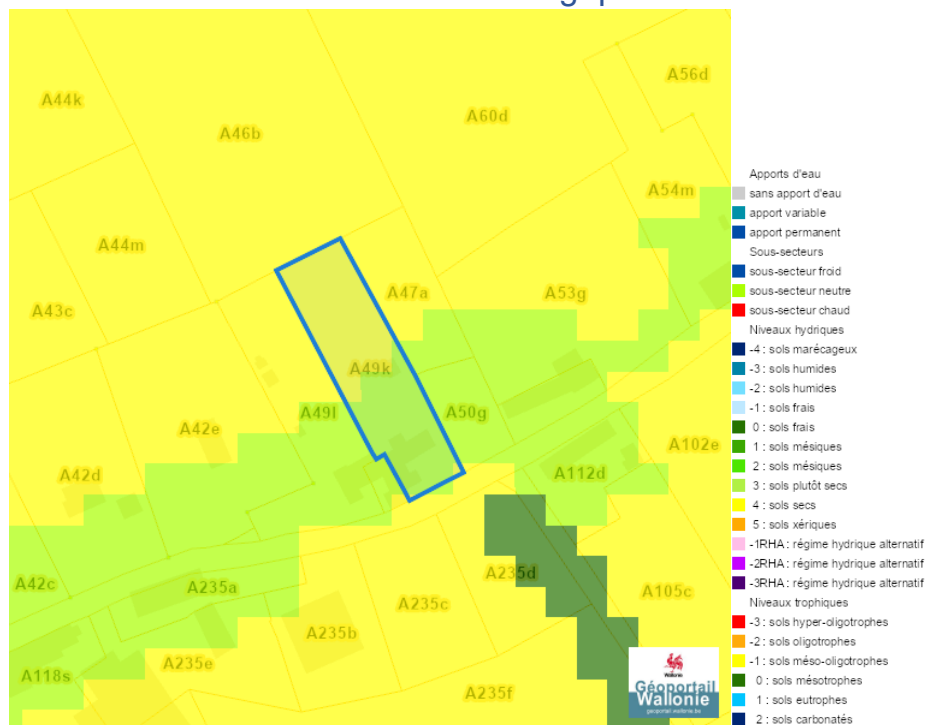 A44k
A46b
A60d
A56d
A54m
A44m
A43c
A47a
A53g
A49k
A49l
A50g
A42e
A102e
A42d
A112d
A42c
A235a
A235d
A105c
A235c
A235b
A118s
A235e
A235f
Wallonie
Géoportail
Wallonie
geoportail.wallonie.be
Apports d'eau
sans apport d'eau
apport variable
apport permanent
Sous-secteurs
sous-secteur froid
sous-secteur neutre
sous-secteur chaud
Niveaux hydriques
-4 : sols marécageux
-3 : sols humides
-2 : sols humides
-1 : sols frais
0 : sols frais
1 : sols mésiques
2 : sols mésiques
3 : sols plutôt secs
4 : sols secs
5 : sols xériques
-1RHA : régime hydrique alternatif
-2RHA : régime hydrique alternatif
-3RHA : régime hydrique alternatif
Niveaux trophiques
-3 : sols hyper-oligotrophes
-2 : sols oligotrophes
-1 : sols méso-oligotrophes
0 : sols mésotrophes
1 : sols eutrophes
2 : sols carbonatés